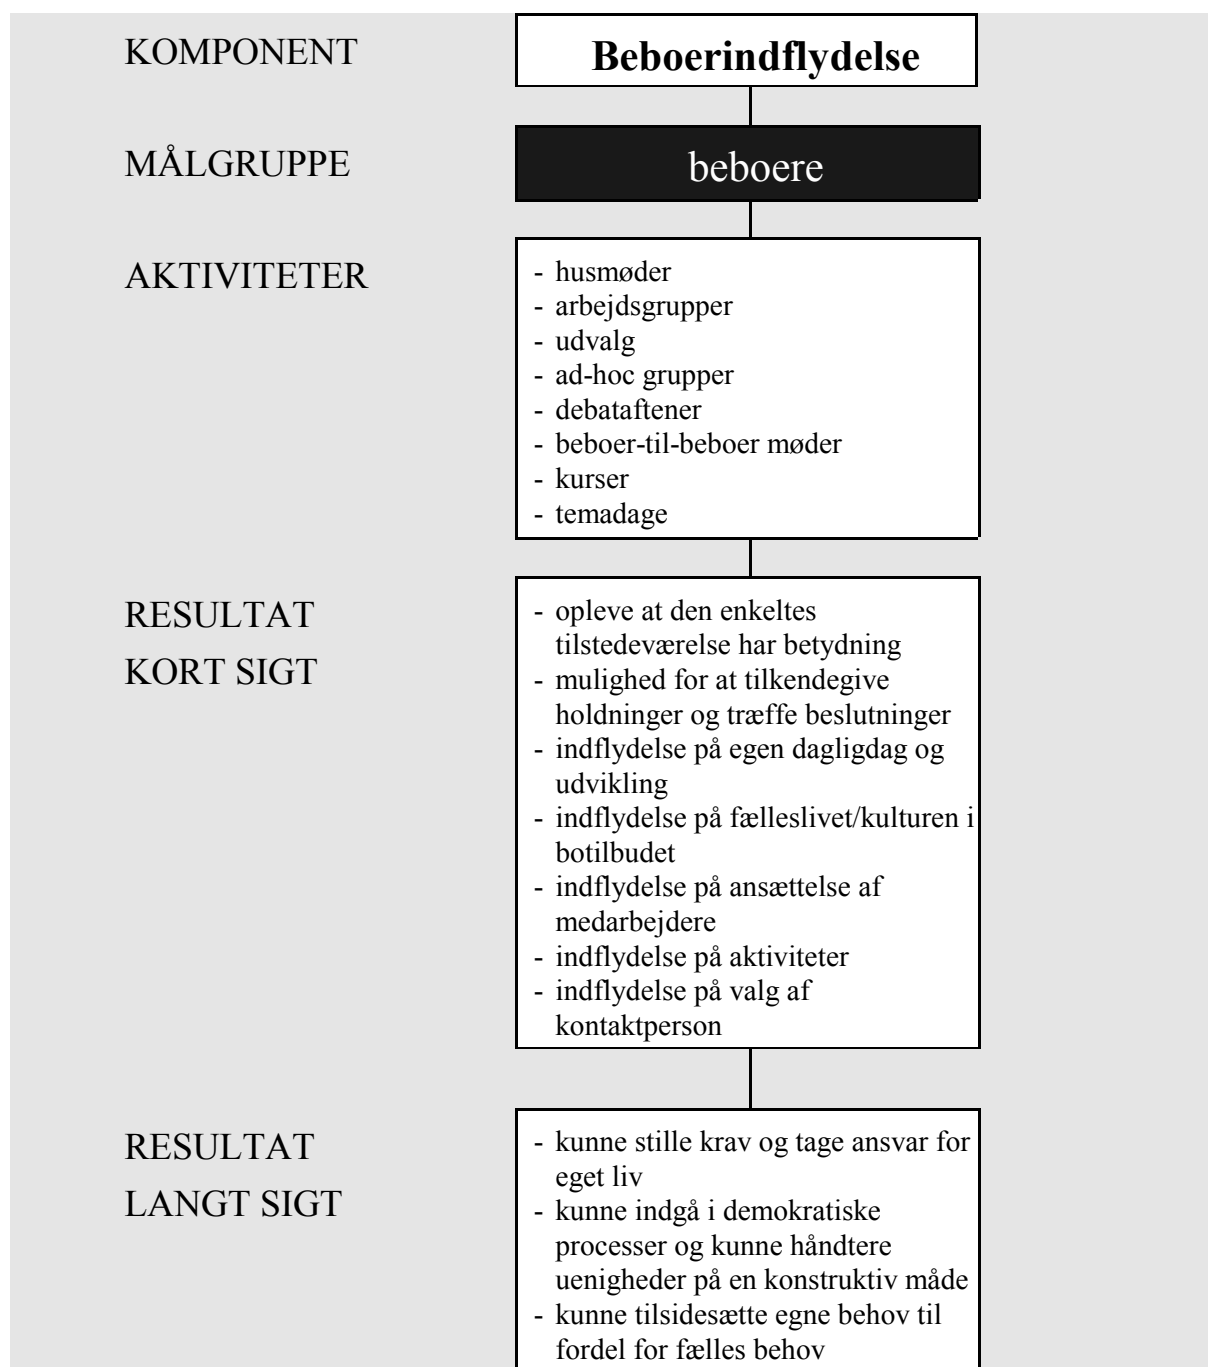 KOMPONENT
Beboerindflydelse
MÅLGRUPPE
beboere
AKTIVITETER
- husmøder
- arbejdsgrupper
- udvalg
- ad-hoc grupper
- debataftener
- beboer-til-beboer møder
- kurser
- temadage
RESULTAT
KORT SIGT
- opleve at den enkeltes
tilstedeværelse har betydning
- mulighed for at tilkendegive
holdninger og træffe beslutninger
- indflydelse på egen dagligdag og
udvikling
- indflydelse på fælleslivet/kulturen i
botilbudet
- indflydelse på ansættelse af
medarbejdere
- indflydelse på aktiviteter
- indflydelse på valg af
kontaktperson
RESULTAT
LANGT SIGT
- kunne stille krav og tage ansvar for
eget liv
- kunne indgå i demokratiske
processer og kunne håndtere
uenigheder på en konstruktiv måde
- kunne tilsidesætte egne behov til
fordel for fælles behov